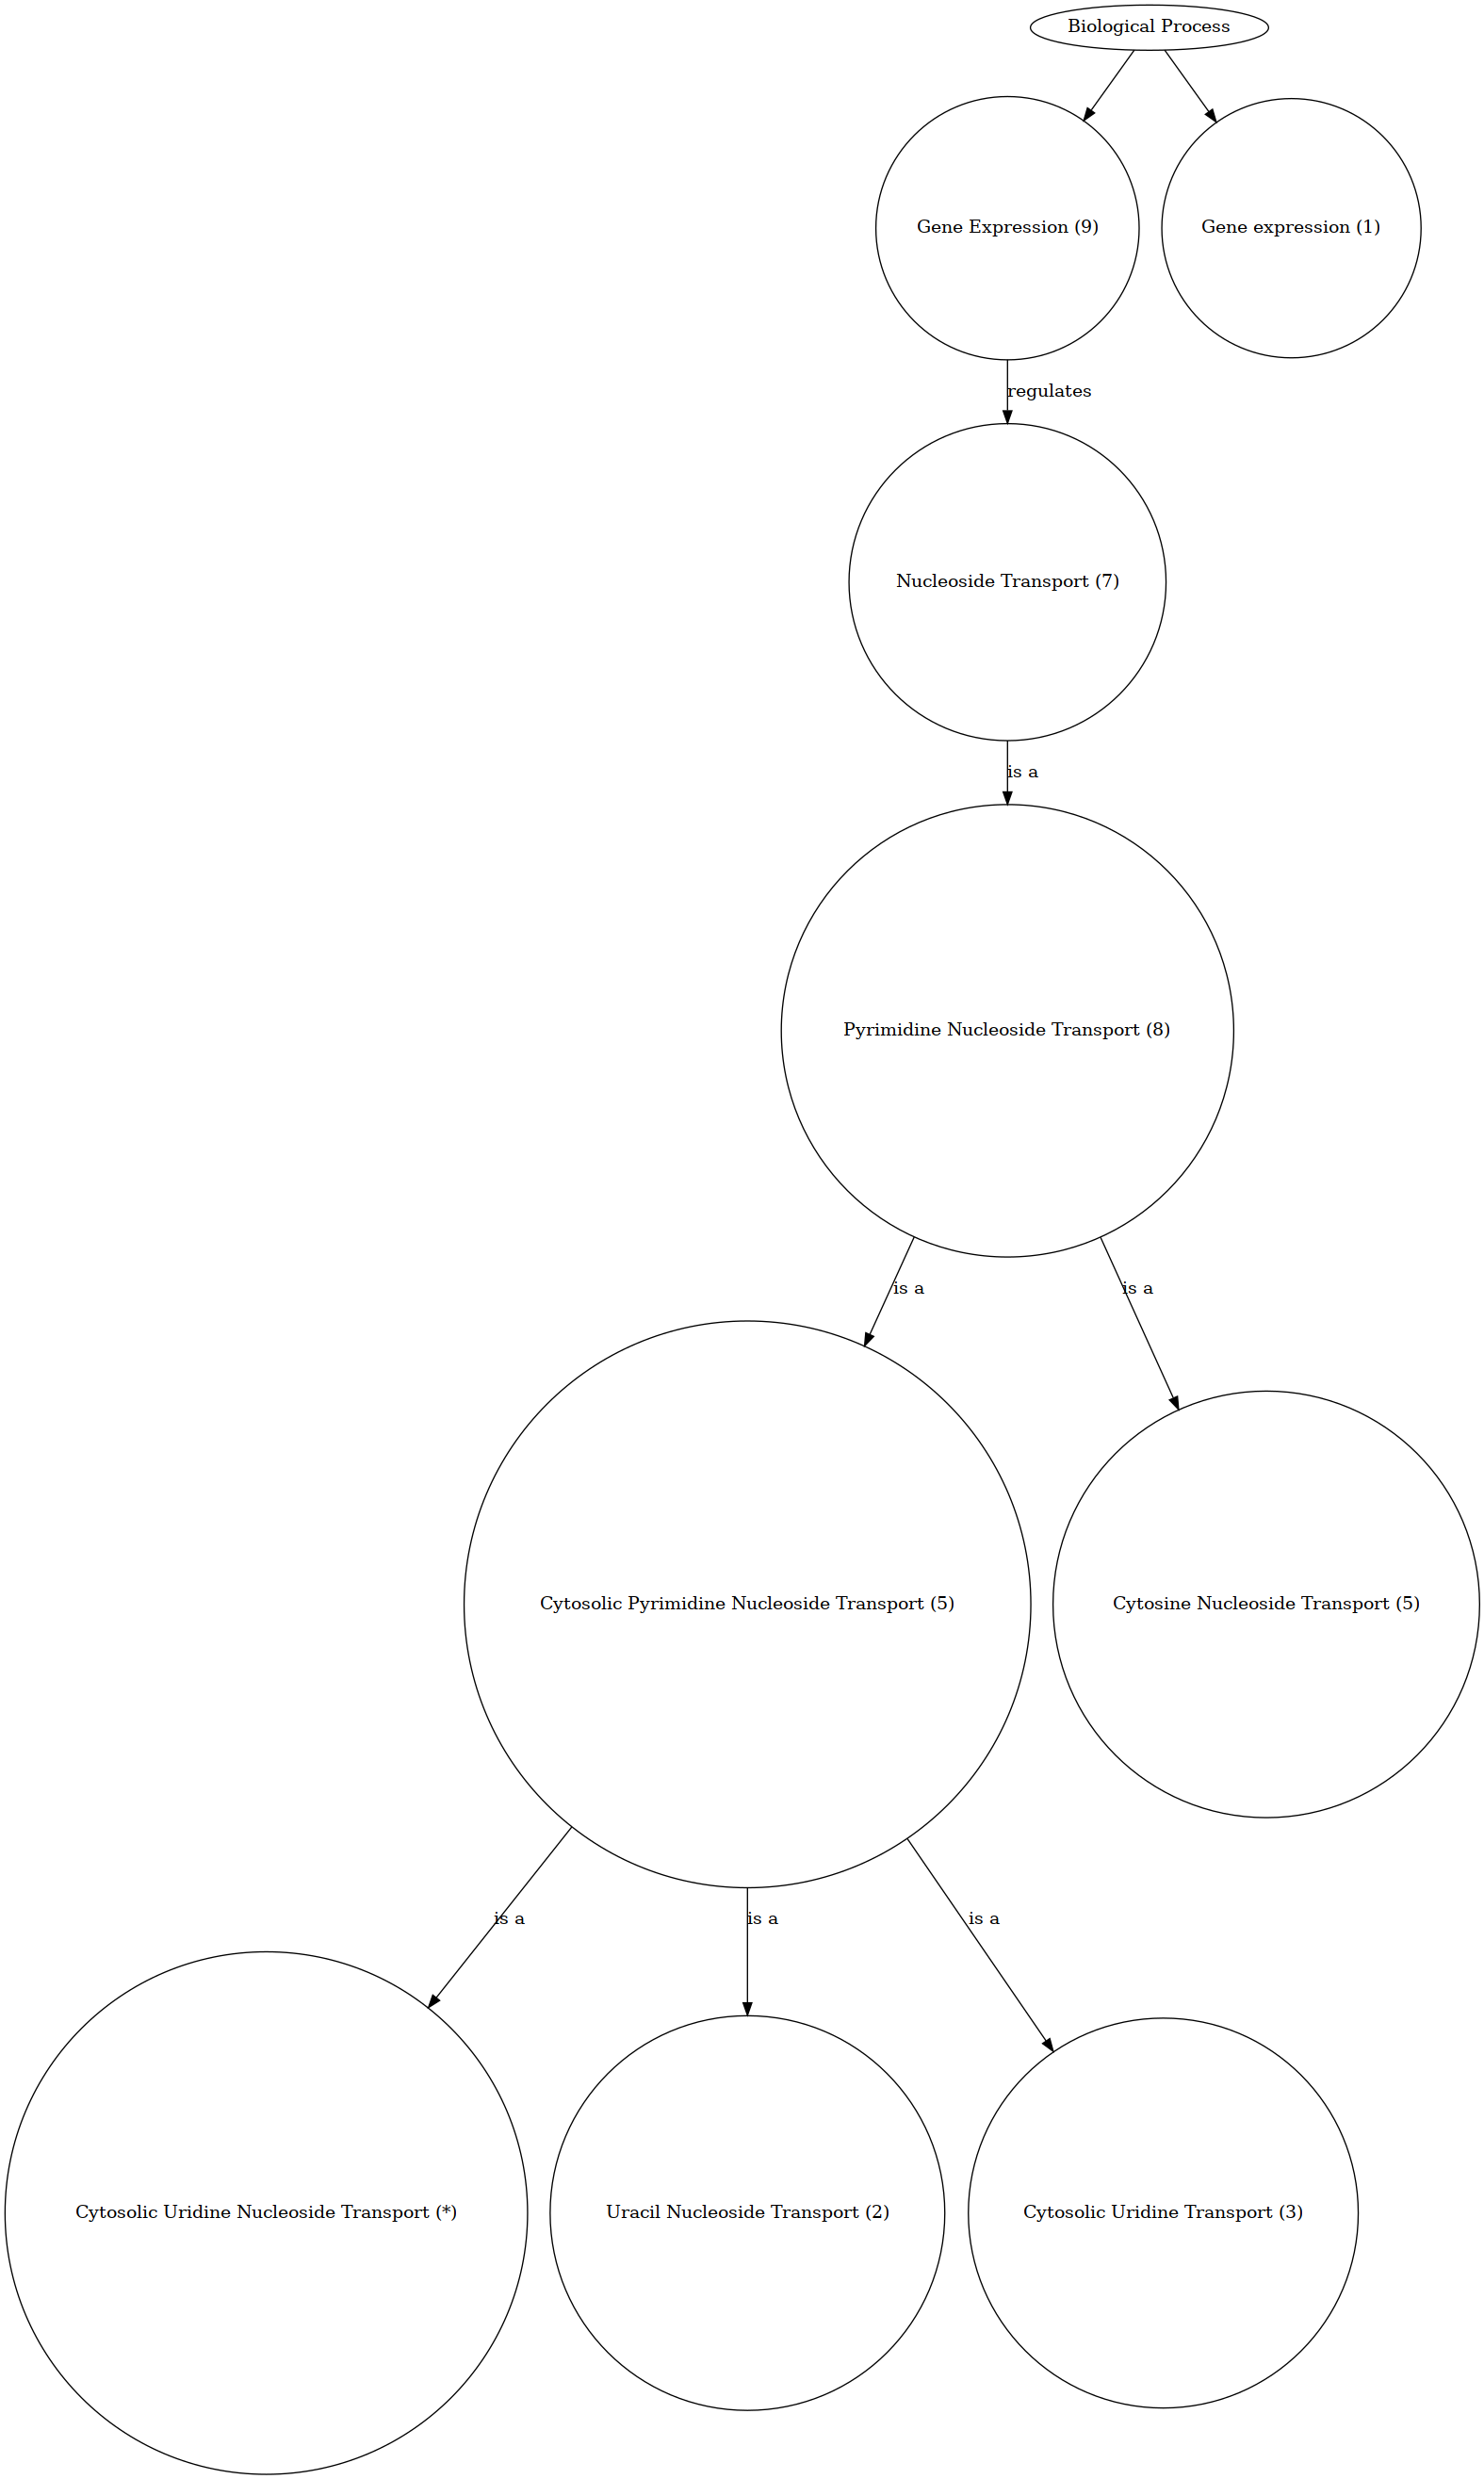 Biological Process
Gene Expression (9)
Gene expression (1)
regulates
Nucleoside Transport (7)
is a
Pyrimidine Nucleoside Transport (8)
is a
is a
Cytosolic Pyrimidine Nucleoside Transport (5)
Cytosine Nucleoside Transport (5)
is a
is a
is a
Cytosolic Uridine Nucleoside Transport (*)
Uracil Nucleoside Transport (2)
Cytosolic Uridine Transport (3)